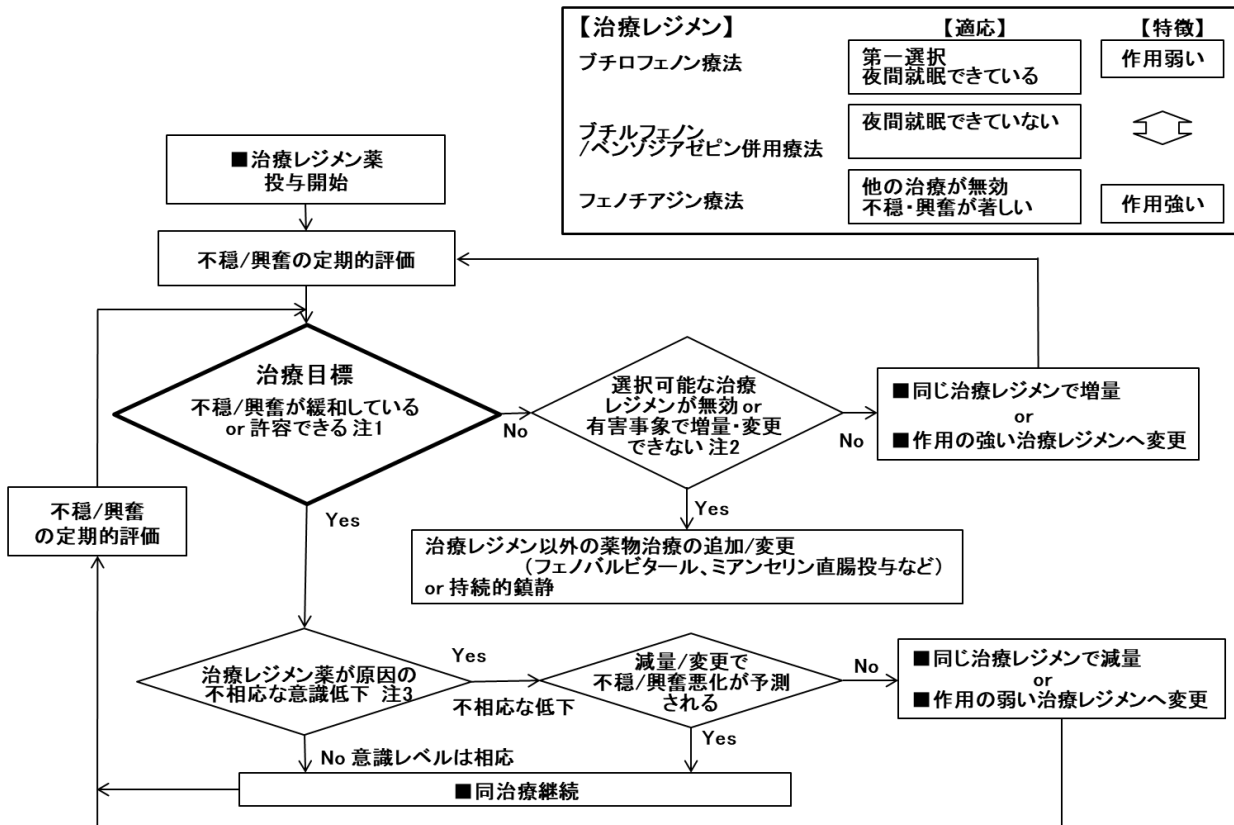 【治療レジメン】 【適応】 【特徴】
ブチロフェノン療法
第一選択
夜間就眠できている
作用弱い
ブチルフェノン
/ベンゾジアゼピン併用療法
夜間就眠できていない
フェノチアジン療法
他の治療が無効
不穏・興奮が著しい
作用強い
■治療レジメン薬
投与開始
不穏/興奮の定期的評価
治療目標
不穏/興奮が緩和している
or 許容できる 注1
No
選択可能な治療
レジメンが無効 or
有害事象で増量・変更
できない 注2
No
■同じ治療レジメンで増量
or
■作用の強い治療レジメンへ変更
不穏/興奮
の定期的評価
Yes
Yes
治療レジメン以外の薬物治療の追加/変更
(フェノバルビタール、ミアンセリン直腸投与など)
or 持続的鎮静
治療レジメン薬が原因の
不相応な意識低下 注3
Yes
不相応な低下
減量/変更で
不穏/興奮悪化が予測
される
No
■同じ治療レジメンで減量
or
■作用の弱い治療レジメンへ変更
No 意識レベルは相応
Yes
■同治療継続